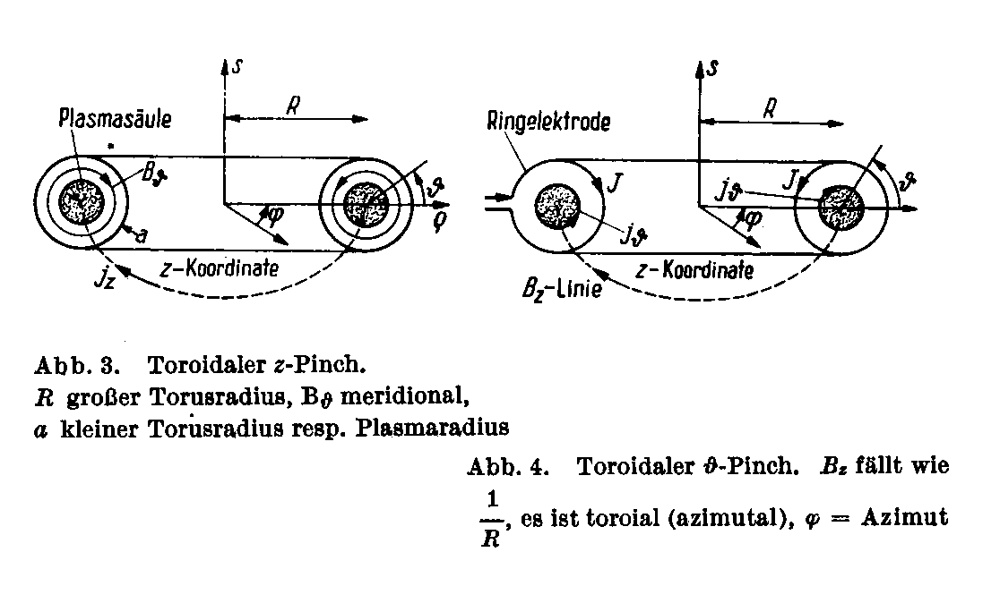 s
R
Plasmasäule
Bϑ
ϑ
φ
ϱ
a
z-Koordinate
jz
s
R
Ringelektrode
J
J
jϑ
ϑ
φ
jϑ
z-Koordinate
Bz-Linie
Abb. 3. Toroidaler z-Pinch.
R großer Torusradius, Bϑ meridional,
a kleiner Torusradius resp. Plasmaradius
Abb. 4. Toroidaler ϑ-Pinch. Bz fällt wie
1/R, es ist toroial (azimutal), φ = Azimut